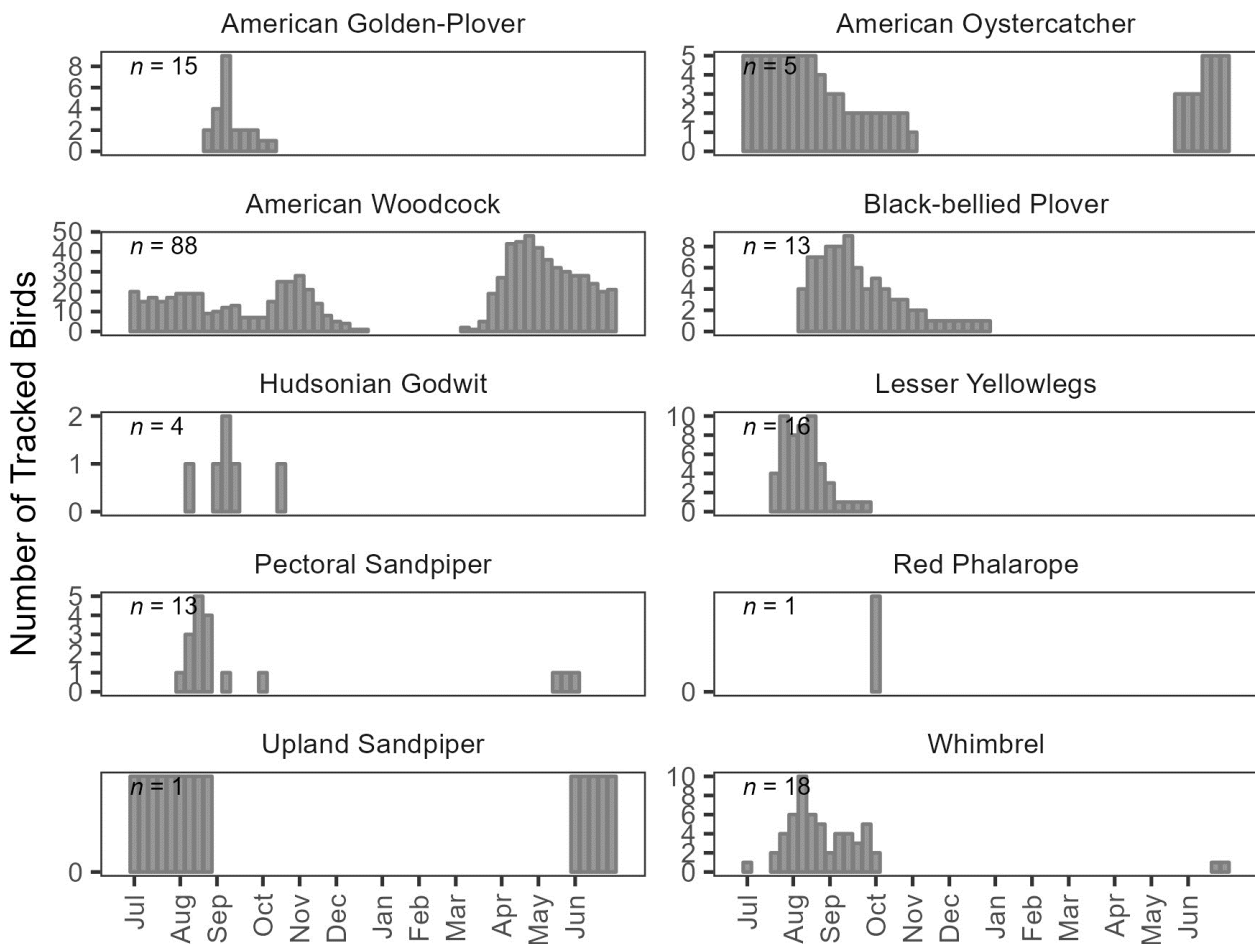 American Golden-Plover
n = 15
8
6
4
2
0
American Oystercatcher
n = 5
5
4
3
2
1
0
American Woodcock
n = 88
50
40
30
20
10
0
Black-bellied Plover
n = 13
8
6
4
2
0
Hudsonian Godwit
n = 4
2
1
0
Lesser Yellowlegs
n = 16
10
8
6
4
2
0
Pectoral Sandpiper
n = 13
5
4
3
2
1
0
Red Phalarope
n = 1
0
Upland Sandpiper
n = 1
0
Whimbrel
n = 18
10
8
6
4
2
0
Jul Aug Sep Oct Nov Dec Jan Feb Mar Apr May Jun
Jul Aug Sep Oct Nov Dec Jan Feb Mar Apr May Jun
Number of Tracked Birds